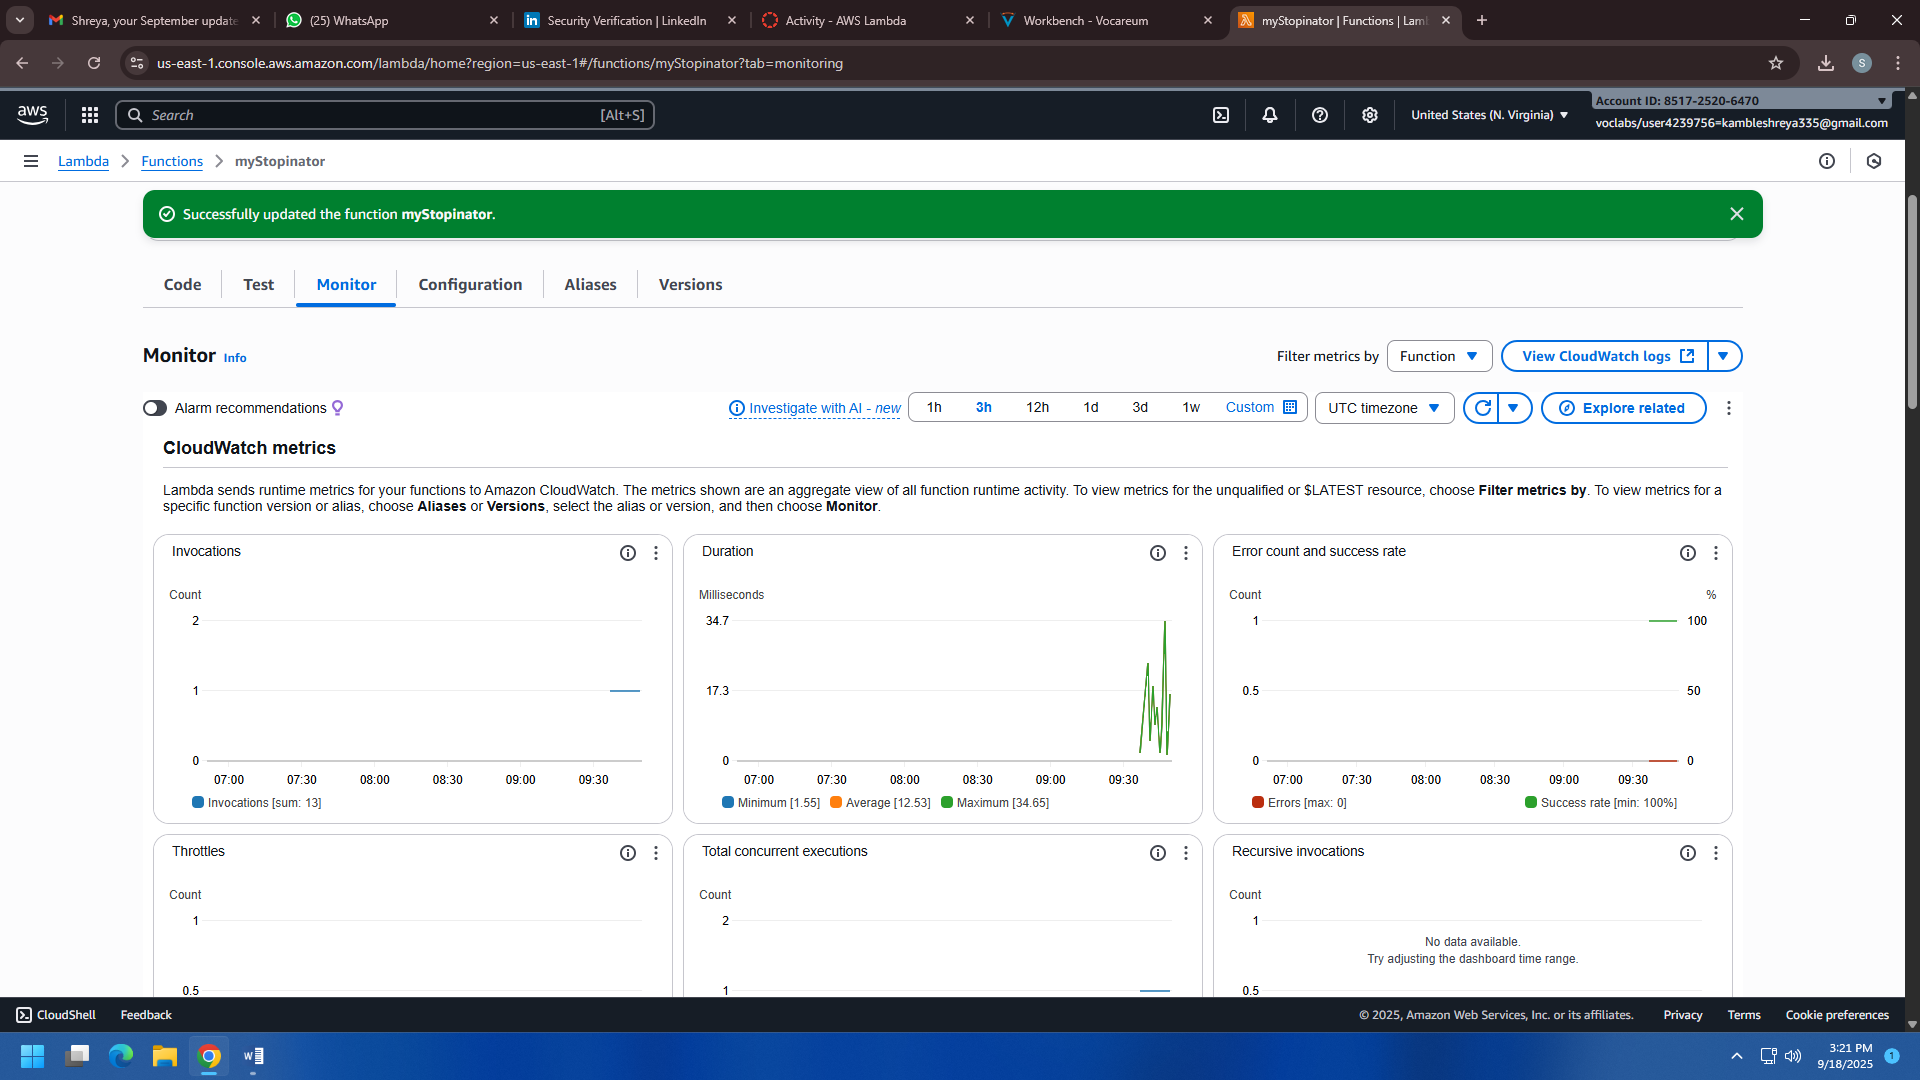 Shreya, your September update
(25) WhatsApp
Security Verification | LinkedIn
Activity - AWS Lambda
Workbench - Vocareum
myStopinator | Functions | Lam
us-east-1.console.aws.amazon.com/lambda/home?region=us-east-1#/functions/myStopinator?tab=monitoring
S
aws
Search
[Alt+S]
United States (N. Virginia)
Account ID: 8517-2520-6470
voclabs/user4239756=kambleshreya335@gmail.com
Lambda
Functions
myStopinator
Successfully updated the function myStopinator.
Code
Test
Monitor
Configuration
Aliases
Versions
Monitor Info
Filter metrics by
Function
View CloudWatch logs
Alarm recommendations
Investigate with AI - new
1h
3h
12h
1d
3d
1w
Custom
UTC timezone
Explore related
CloudWatch metrics
Lambda sends runtime metrics for your functions to Amazon CloudWatch. The metrics shown are an aggregate view of all function runtime activity. To view metrics for the unqualified or $LATEST resource, choose Filter metrics by. To view metrics for a
specific function version or alias, choose Aliases or Versions, select the alias or version, and then choose Monitor.
Invocations
Count
2
1
0
07:00 07:30 08:00 08:30 09:00 09:30
Invocations [sum: 13]
Duration
Milliseconds
34.7
17.3
0
07:00 07:30 08:00 08:30 09:00 09:30
Minimum [1.55] Average [12.53] Maximum [34.65]
Error count and success rate
Count %
1 100
0.5 50
0 0
07:00 07:30 08:00 08:30 09:00 09:30
Errors [max: 0] Success rate [min: 100%]
Throttles
Count
1
0.5
Total concurrent executions
Count
2
1
Recursive invocations
Count
1
No data available.
Try adjusting the dashboard time range.
0.5
CloudShell
Feedback
© 2025, Amazon Web Services, Inc. or its affiliates.
Privacy
Terms
Cookie preferences
3:21 PM
9/18/2025
1